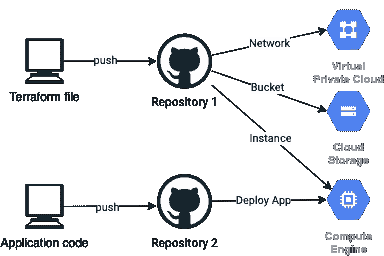 Network
Virtual
Private Cloud
push
Terraform file
Repository 1
Bucket
Cloud
Storage
Instance
push
Deploy App
Application code
Repository 2
Compute
Engine